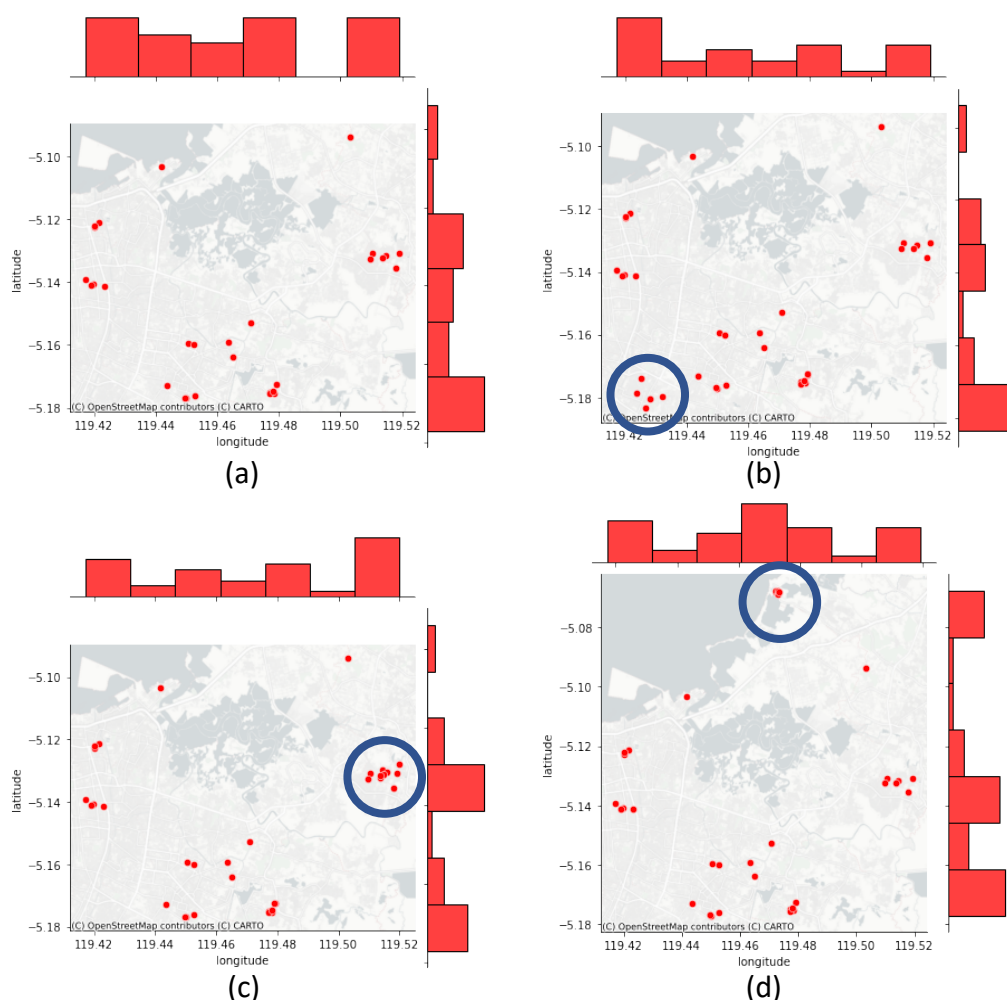 −5.10
−5.12
−5.14
−5.16
−5.18
latitude
(C) OpenStreetMap contributors (C) CARTO
119.42 119.44 119.46 119.48 119.50 119.52
longitude
(a)
−5.10
−5.12
−5.14
−5.16
−5.18
latitude
(C) OpenStreetMap contributors (C) CARTO
119.42 119.44 119.46 119.48 119.50 119.52
longitude
(b)
−5.10
−5.12
−5.14
−5.16
−5.18
latitude
(C) OpenStreetMap contributors (C) CARTO
119.42 119.44 119.46 119.48 119.50 119.52
longitude
(c)
−5.08
−5.10
−5.12
−5.14
−5.16
−5.18
latitude
(C) OpenStreetMap contributors (C) CARTO
119.42 119.44 119.46 119.48 119.50 119.52
longitude
(d)